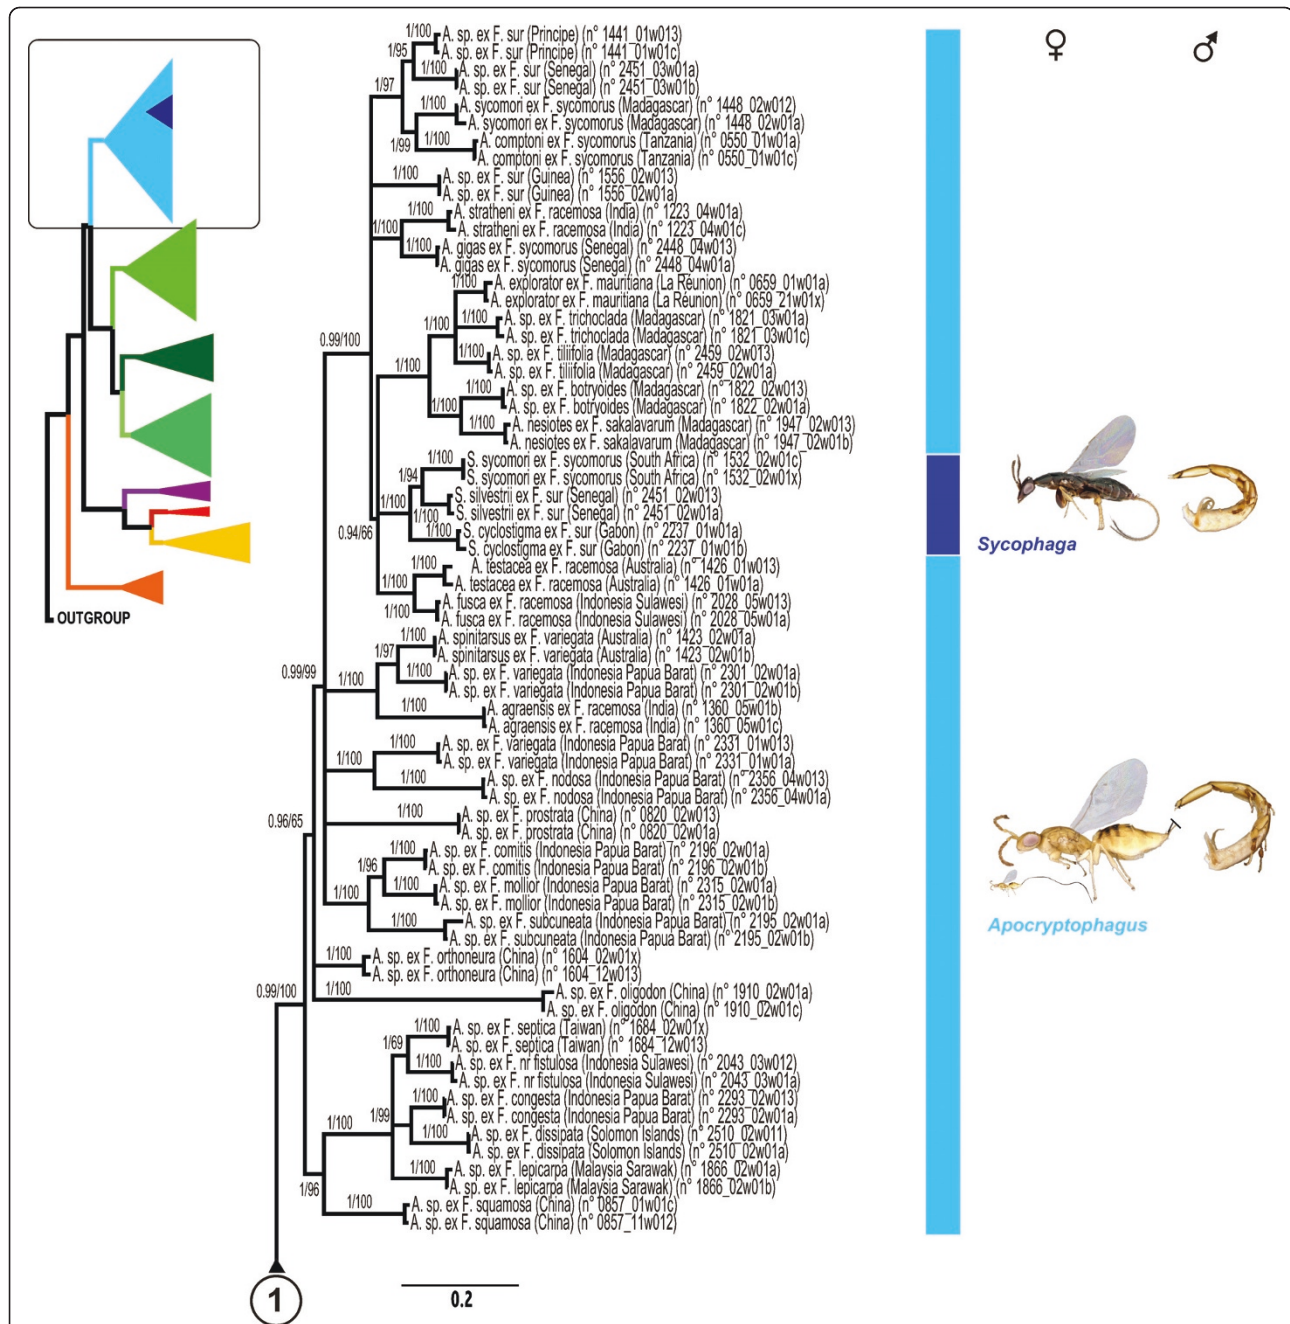 ♀ ♂
1/100 A. sp. ex F. sur (Principe) (n° 1441_01w013)
A. sp. ex F. sur (Principe) (n° 1441_01w01c)
1/95
1/100 A. sp. ex F. sur (Senegal) (n° 2451_03w01a)
A. sp. ex F. sur (Senegal) (n° 2451_03w01b)
1/97
1/100 A. sycomori ex F. sycomorus (Madagascar) (n° 1448_02w012)
A. sycomori ex F. sycomorus (Madagascar) (n° 1448_02w01a)
1/99 1/100 A. comptoni ex F. sycomorus (Tanzania) (n° 0550_01w01a)
A. comptoni ex F. sycomorus (Tanzania) (n° 0550_01w01c)
1/100 A. sp. ex F. sur (Guinea) (n° 1556_02w013)
A. sp. ex F. sur (Guinea) (n° 1556_02w01a)
1/100 A. stratheni ex F. racemosa (India) (n° 1223_04w01a)
A. stratheni ex F. racemosa (India) (n° 1223_04w01c)
1/100
1/100 A. gigas ex F. sycomorus (Senegal) (n° 2448_04w013)
A. gigas ex F. sycomorus (Senegal) (n° 2448_04w01a)
1/100 A. explorator ex F. mauritiana (La Réunion) (n° 0659_01w01a)
A. explorator ex F. mauritiana (La Réunion) (n° 0659_21w01x)
1/100 1/100 A. sp. ex F. trichoclada (Madagascar) (n° 1821_03w01a)
A. sp. ex F. trichoclada (Madagascar) (n° 1821_03w01c)
0.99/100
1/100 A. sp. ex F. tiliifolia (Madagascar) (n° 2459_02w013)
A. sp. ex F. tiliifolia (Madagascar) (n° 2459_02w01a)
1/100
1/100 A. sp. ex F. botryoides (Madagascar) (n° 1822_02w013)
A. sp. ex F. botryoides (Madagascar) (n° 1822_02w01a)
1/100
1/100 A. nesiotes ex F. sakalavarum (Madagascar) (n° 1947_02w013)
A. nesiotes ex F. sakalavarum (Madagascar) (n° 1947_02w01b)
1/100 S. sycomori ex F. sycomorus (South Africa) (n° 1532_02w01c)
S. sycomori ex F. sycomorus (South Africa) (n° 1532_02w01x)
1/94
S. silvestrii ex F. sur (Senegal) (n° 2451_02w013)
1/100 1/100 S. silvestrii ex F. sur (Senegal) (n° 2451_02w01a)
0.94/66 1/100 S. cyclostigma ex F. sur (Gabon) (n° 2237_01w01a)
S. cyclostigma ex F. sur (Gabon) (n° 2237_01w01b)
Sycophaga
1/100 A. testacea ex F. racemosa (Australia) (n° 1426_01w013)
A. testacea ex F. racemosa (Australia) (n° 1426_01w01a)
1/100
A. fusca ex F. racemosa (Indonesia Sulawesi) (n° 2028_05w013)
1/100 A. fusca ex F. racemosa (Indonesia Sulawesi) (n° 2028_05w01a)
OUTGROUP
1/100 A. spinitarsus ex F. variegata (Australia) (n° 1423_02w01a)
A. spinitarsus ex F. variegata (Australia) (n° 1423_02w01b)
1/97
0.99/99 1/100 A. sp. ex F. variegata (Indonesia Papua Barat) (n° 2301_02w01a)
1/100 A. sp. ex F. variegata (Indonesia Papua Barat) (n° 2301_02w01b)
1/100 A. agraensis ex F. racemosa (India) (n° 1360_05w01b)
A. agraensis ex F. racemosa (India) (n° 1360_05w01c)
1/100 A. sp. ex F. variegata (Indonesia Papua Barat) (n° 2331_01w013)
A. sp. ex F. variegata (Indonesia Papua Barat) (n° 2331_01w01a)
1/100
1/100 A. sp. ex F. nodosa (Indonesia Papua Barat) (n° 2356_04w013)
A. sp. ex F. nodosa (Indonesia Papua Barat) (n° 2356_04w01a)
1/100 A. sp. ex F. prostrata (China) (n° 0820_02w013)
A. sp. ex F. prostrata (China) (n° 0820_02w01a)
0.96/65
1/100 A. sp. ex F. comitis (Indonesia Papua Barat) (n° 2196_02w01a)
1/96 A. sp. ex F. comitis (Indonesia Papua Barat) (n° 2196_02w01b)
1/100 A. sp. ex F. mollior (Indonesia Papua Barat) (n° 2315_02w01a)
1/100 A. sp. ex F. mollior (Indonesia Papua Barat) (n° 2315_02w01b)
1/100 A. sp. ex F. subcuneata (Indonesia Papua Barat) (n° 2195_02w01a)
A. sp. ex F. subcuneata (Indonesia Papua Barat) (n° 2195_02w01b)
Apocryptophagus
1/100 A. sp. ex F. orthoneura (China) (n° 1604_02w01x)
A. sp. ex F. orthoneura (China) (n° 1604_12w013)
0.99/100 1/100 A. sp. ex F. oligodon (China) (n° 1910_02w01a)
A. sp. ex F. oligodon (China) (n° 1910_02w01c)
1/100 A. sp. ex F. septica (Taiwan) (n° 1684_02w01x)
A. sp. ex F. septica (Taiwan) (n° 1684_12w013)
1/69
1/100 A. sp. ex F. nr fistulosa (Indonesia Sulawesi) (n° 2043_03w012)
A. sp. ex F. nr fistulosa (Indonesia Sulawesi) (n° 2043_03w01a)
1/100 A. sp. ex F. congesta (Indonesia Papua Barat) (n° 2293_02w013)
A. sp. ex F. congesta (Indonesia Papua Barat) (n° 2293_02w01a)
1/100 1/99
1/100 A. sp. ex F. dissipata (Solomon Islands) (n° 2510_02w011)
A. sp. ex F. dissipata (Solomon Islands) (n° 2510_02w01a)
1/100 A. sp. ex F. lepicarpa (Malaysia Sarawak) (n° 1866_02w01a)
A. sp. ex F. lepicarpa (Malaysia Sarawak) (n° 1866_02w01b)
1/96
1/100 A. sp. ex F. squamosa (China) (n° 0857_01w01c)
A. sp. ex F. squamosa (China) (n° 0857_11w012)
1
0.2